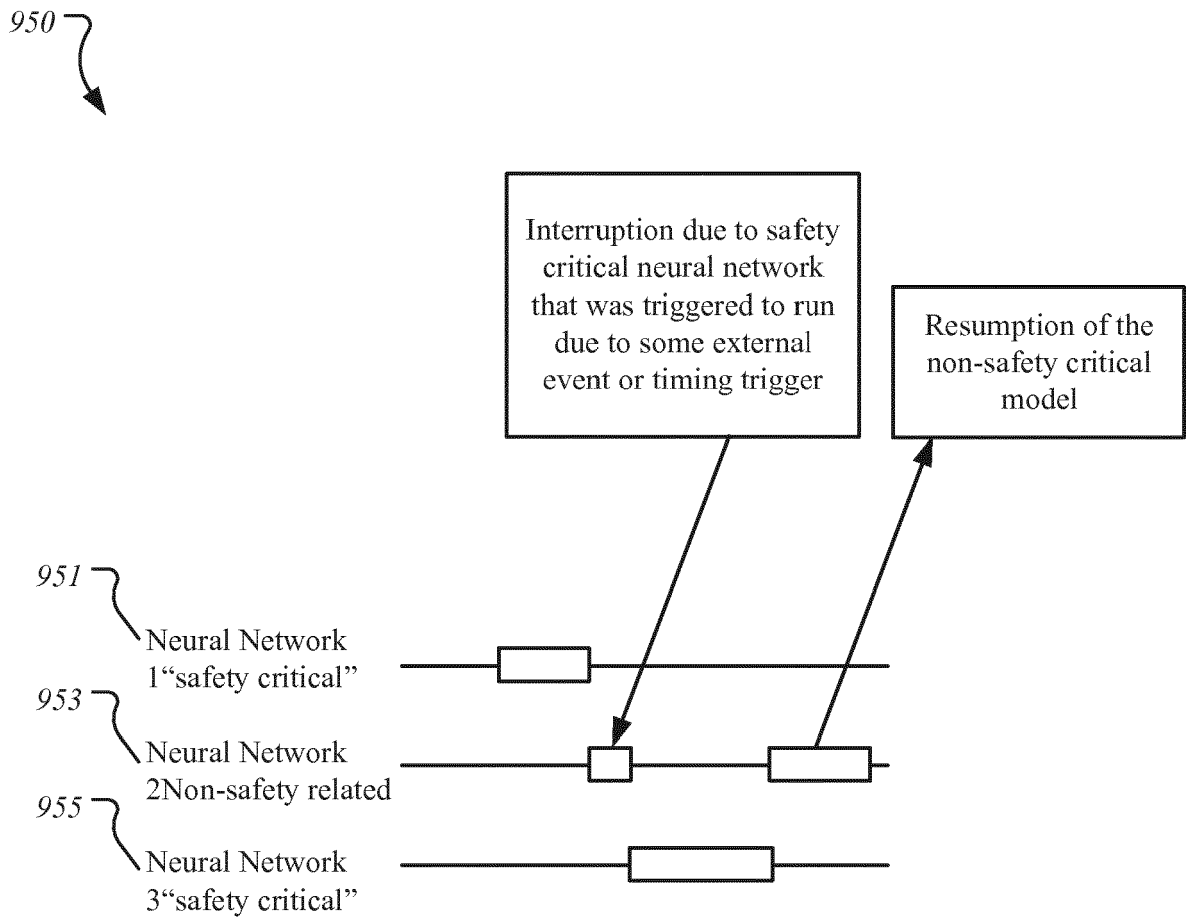 950
Interruption due to safety
critical neural network
that was triggered to run
due to some external
event or timing trigger
Resumption of the
non-safety critical
model
951
Neural Network
1“safety critical”
953
Neural Network
2Non-safety related
955
Neural Network
3“safety critical”